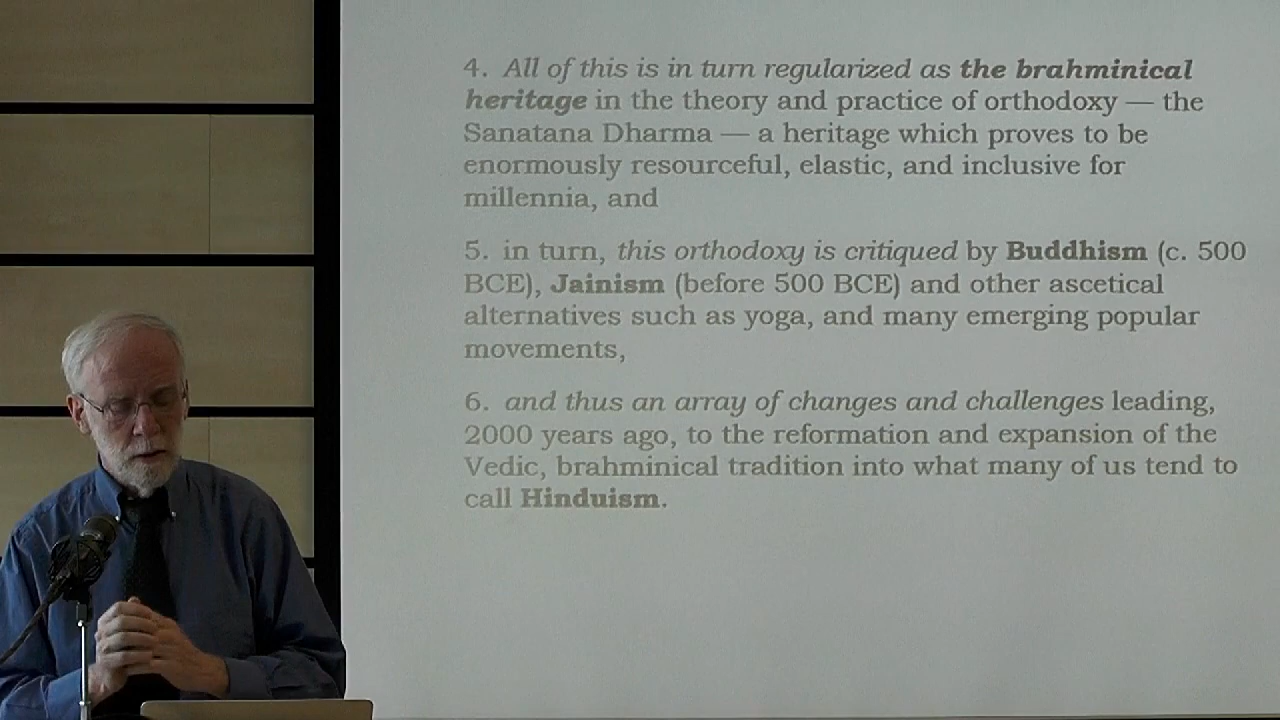 4. All of this is in turn regularized as the brahminical
heritage in the theory and practice of orthodoxy — the
Sanatana Dharma — a heritage which proves to be
enormously resourceful, elastic, and inclusive for
millennia, and
5. in turn, this orthodoxy is critiqued by Buddhism (c. 500
BCE), Jainism (before 500 BCE) and other ascetical
alternatives such as yoga, and many emerging popular
movements,
6. and thus an array of changes and challenges leading,
2000 years ago, to the reformation and expansion of the
Vedic, brahminical tradition into what many of us tend to
call Hinduism.